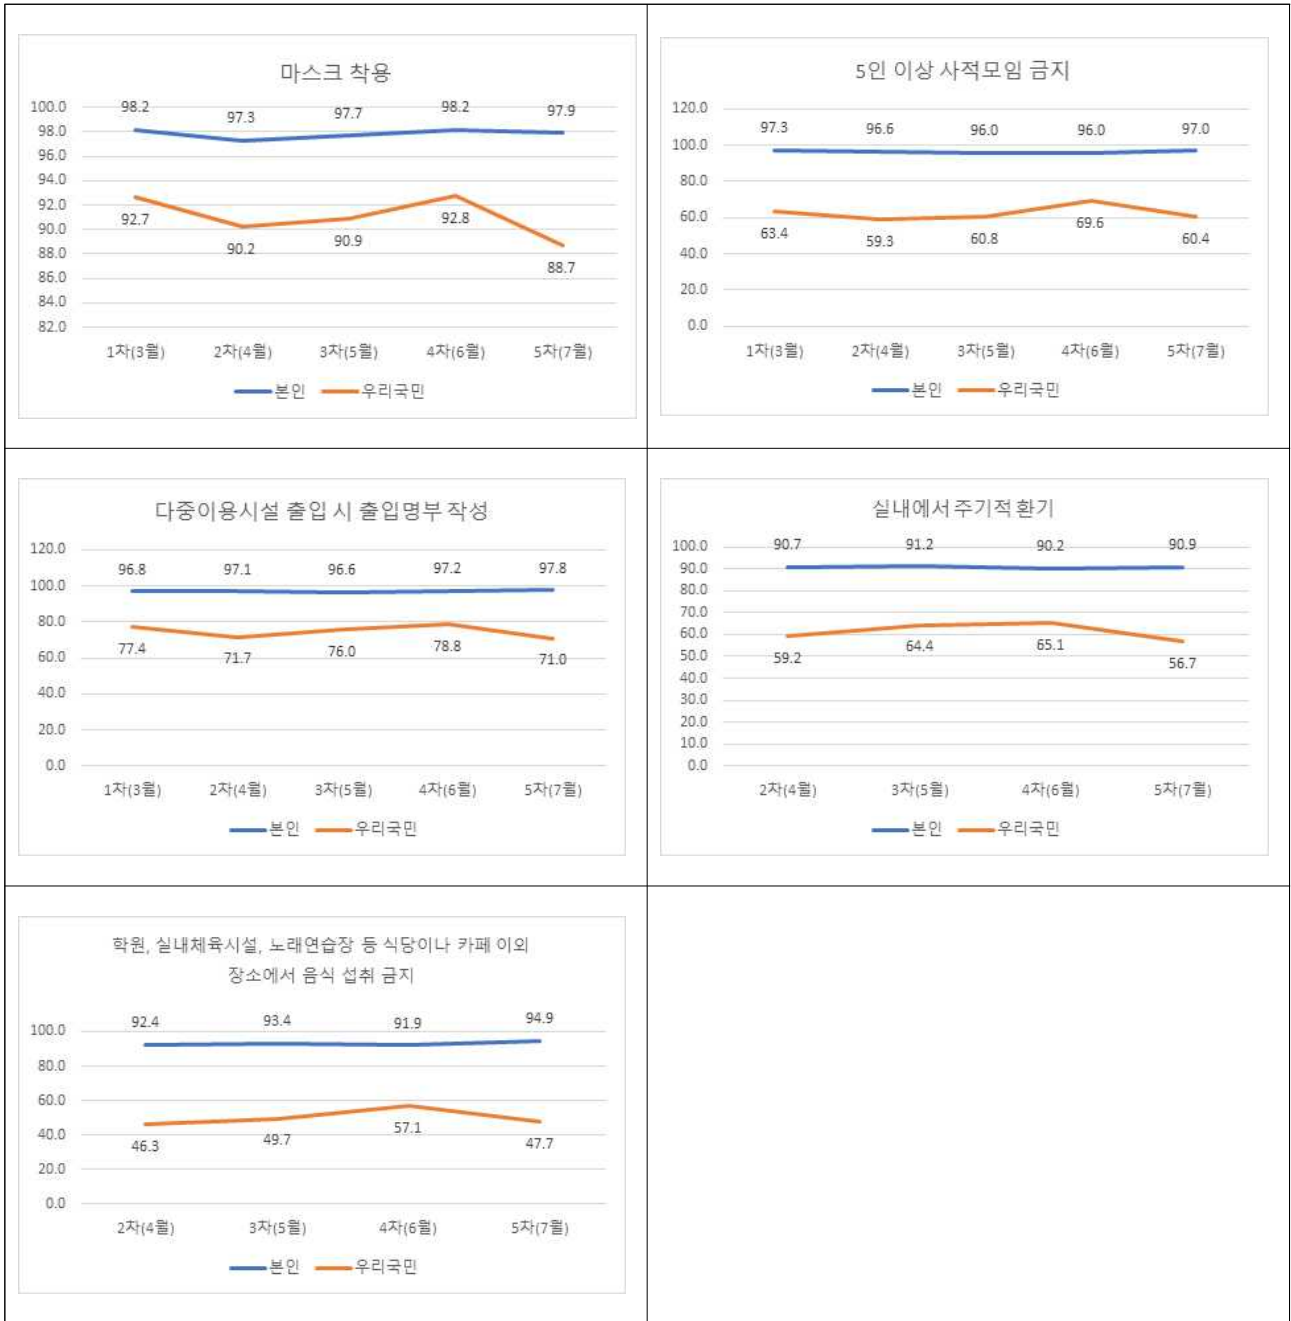 마스크 착용
100.0
98.0
96.0
94.0
92.0
90.0
88.0
86.0
84.0
82.0
98.2 97.3 97.7 98.2 97.9
92.7 90.2 90.9 92.8 88.7
1차(3월) 2차(4월) 3차(5월) 4차(6월) 5차(7월)
본인 우리국민
5인 이상 사적모임 금지
120.0
100.0
80.0
60.0
40.0
20.0
0.0
97.3 96.6 96.0 96.0 97.0
63.4 59.3 60.8 69.6 60.4
1차(3월) 2차(4월) 3차(5월) 4차(6월) 5차(7월)
본인 우리국민
다중이용시설 출입 시 출입명부 작성
120.0
100.0
80.0
60.0
40.0
20.0
0.0
96.8 97.1 96.6 97.2 97.8
77.4 71.7 76.0 78.8 71.0
1차(3월) 2차(4월) 3차(5월) 4차(6월) 5차(7월)
본인 우리국민
실내에서 주기적 환기
100.0
90.0
80.0
70.0
60.0
50.0
40.0
30.0
20.0
10.0
0.0
90.7 91.2 90.2 90.9
59.2 64.4 65.1 56.7
2차(4월) 3차(5월) 4차(6월) 5차(7월)
본인 우리국민
학원, 실내체육시설, 노래연습장 등 식당이나 카페 이외
장소에서 음식 섭취 금지
100.0
80.0
60.0
40.0
20.0
0.0
92.4 93.4 91.9 94.9
46.3 49.7 57.1 47.7
2차(4월) 3차(5월) 4차(6월) 5차(7월)
본인 우리국민